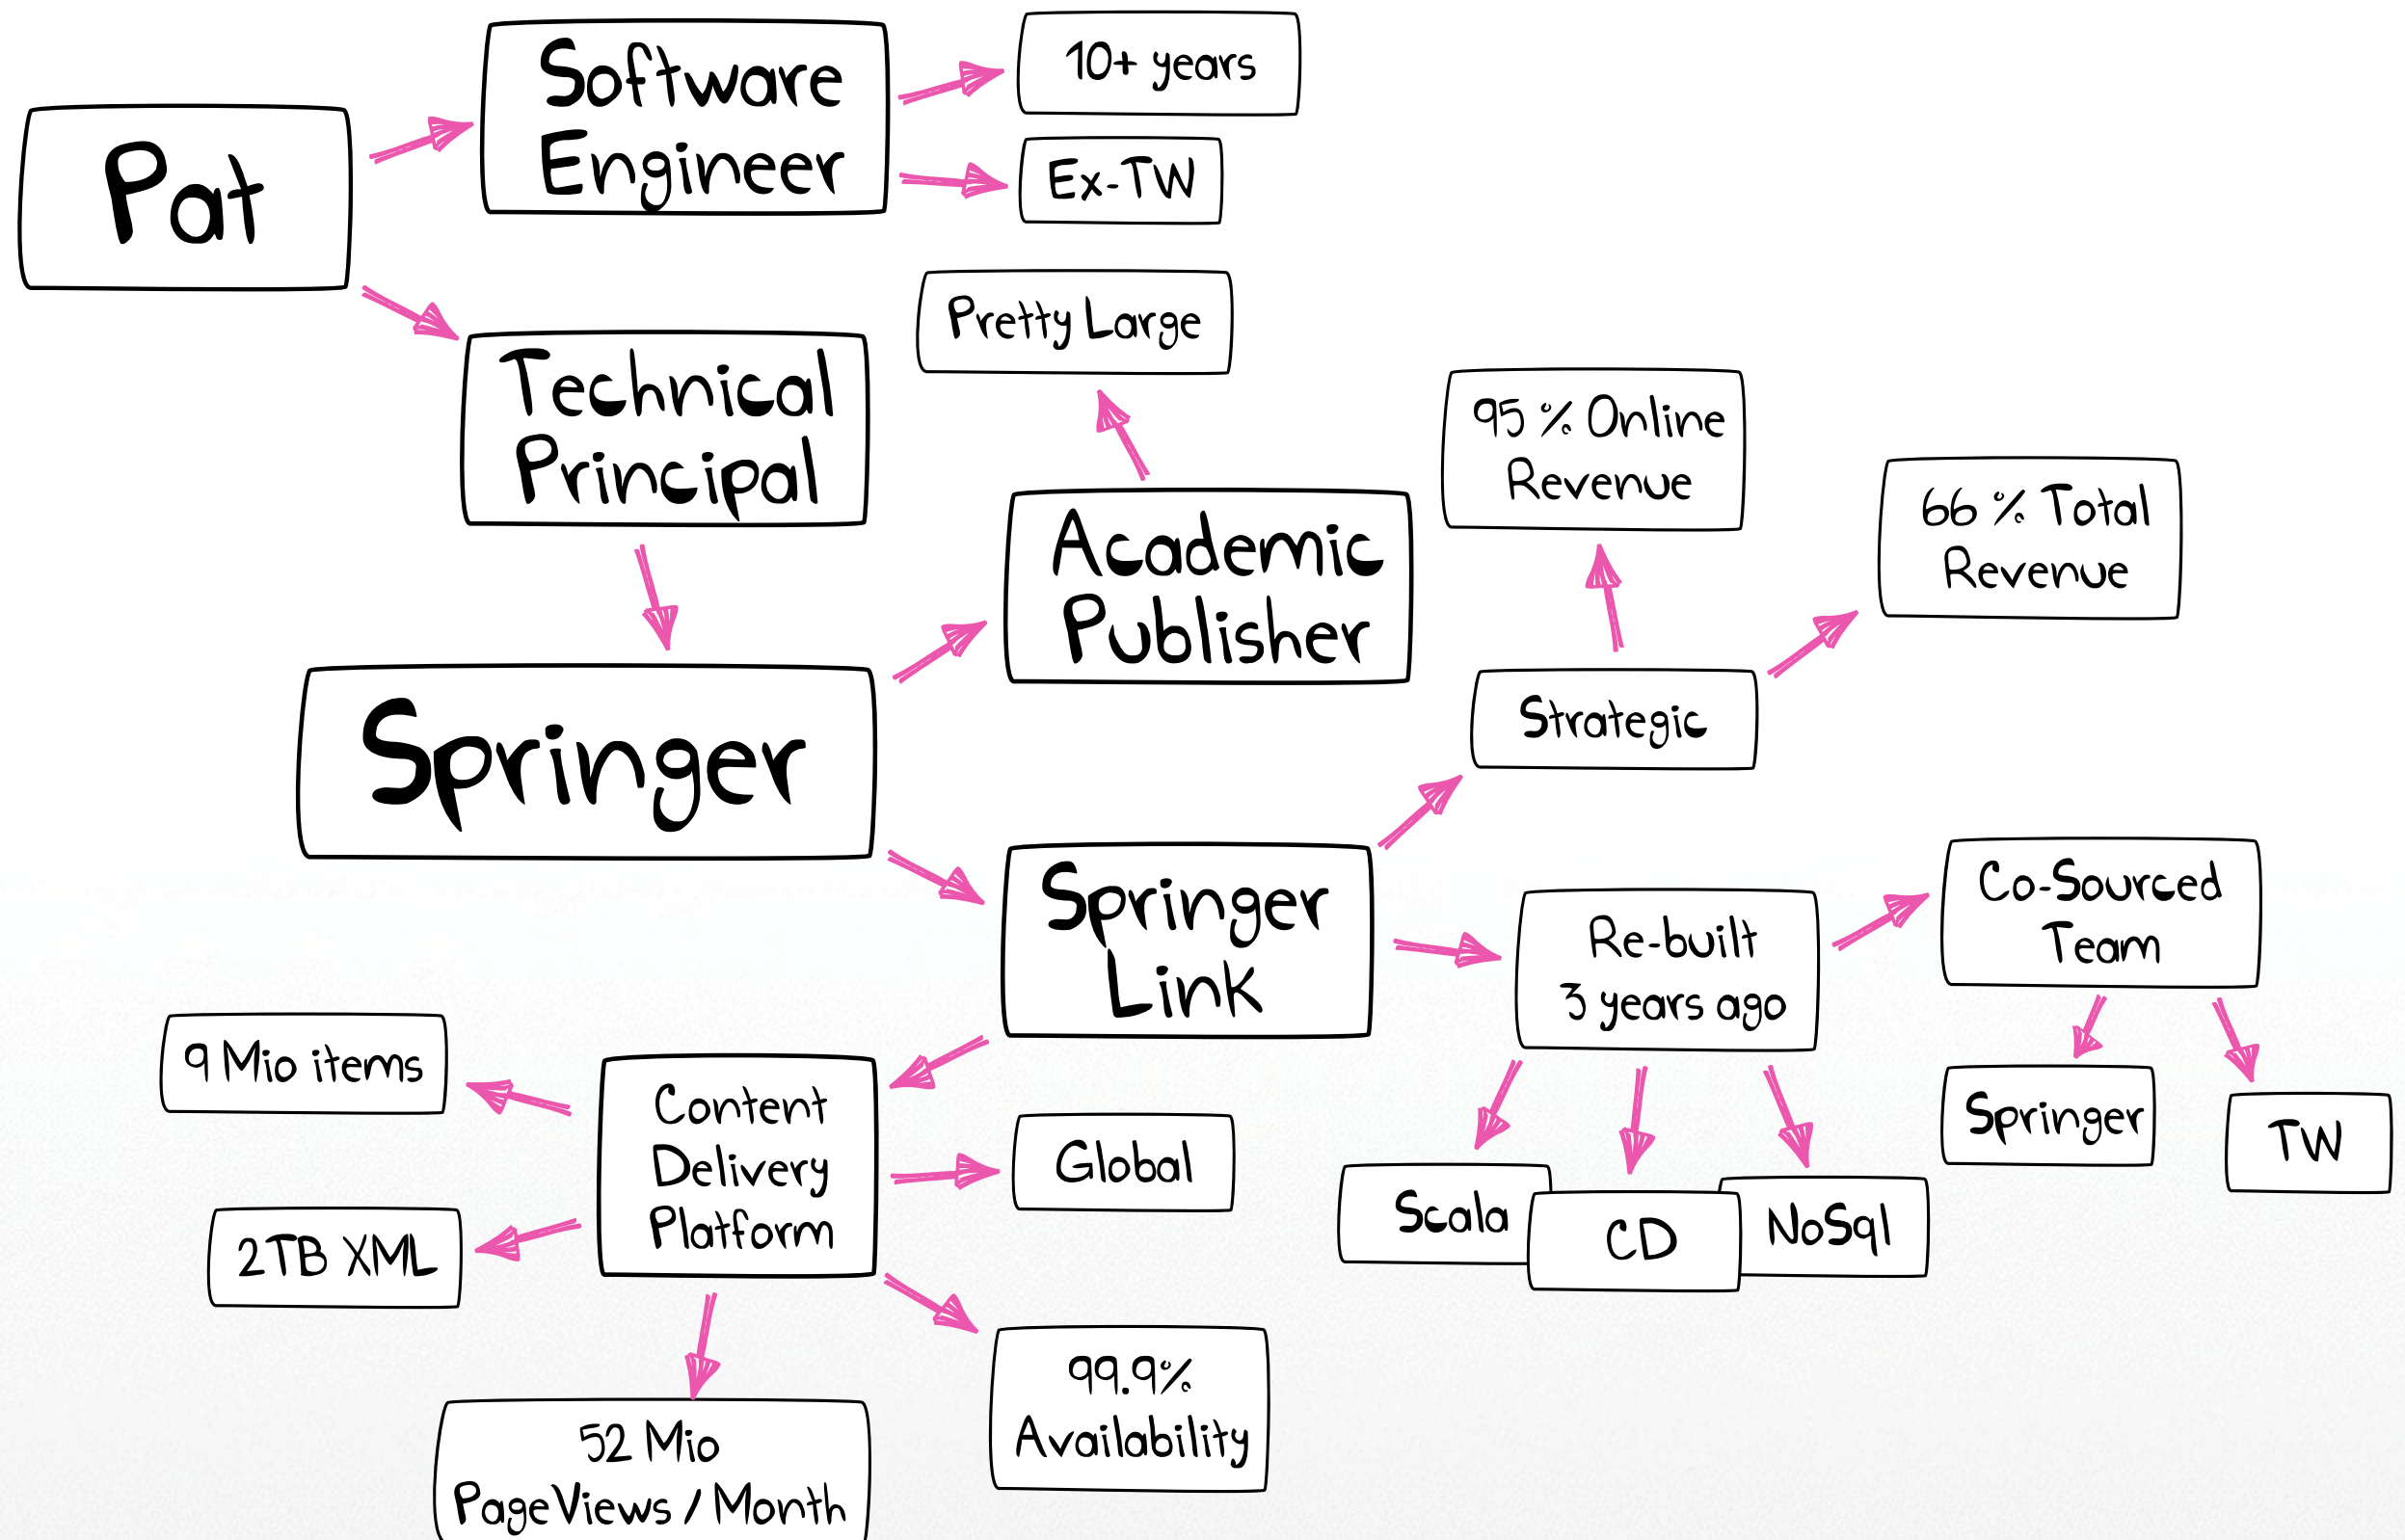 Pat
Software
Engineer
10+ years
Ex-TW
Technical
Principal
Pretty Large
Springer
Academic
Publisher
95 % Online
Revenue
66 % Total
Revenue
Strategic
Springer
Link
Re-built
3 years ago
Co-Sourced
Team
Springer
TW
Scala
CD
NoSql
Content
Delivery
Platform
9 Mio items
Global
2TB XML
99.9%
Availability
52 Mio
PageViews / Month